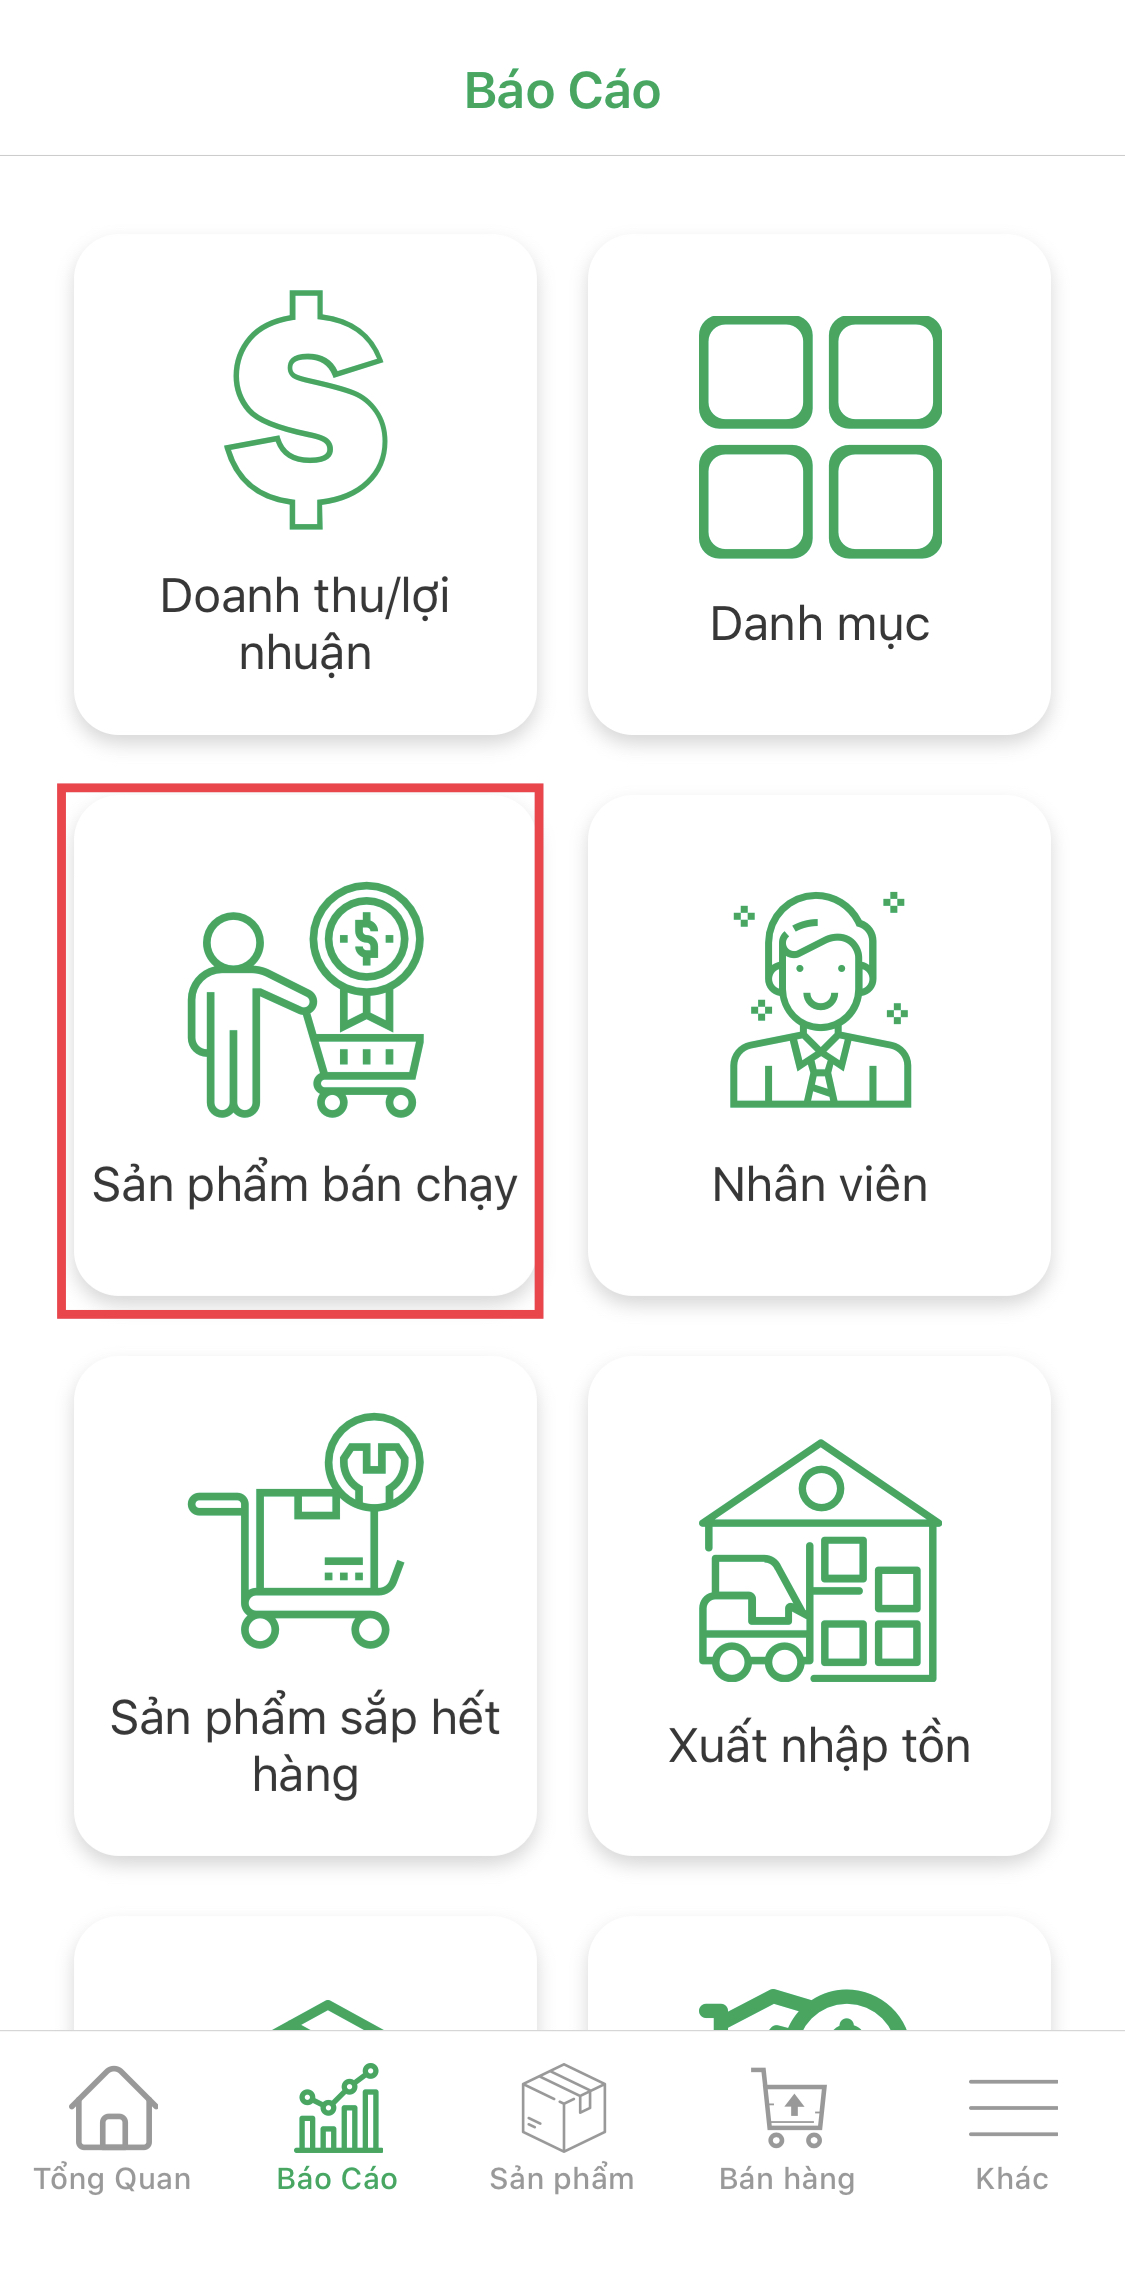 Báo Cáo
Doanh thu/lợi
nhuận
Danh mục
Sản phẩm bán chạy
Nhân viên
Sản phẩm sắp hết
hàng
Xuất nhập tồn
Tổng Quan
Báo Cáo
Sản phẩm
Bán hàng
Khác